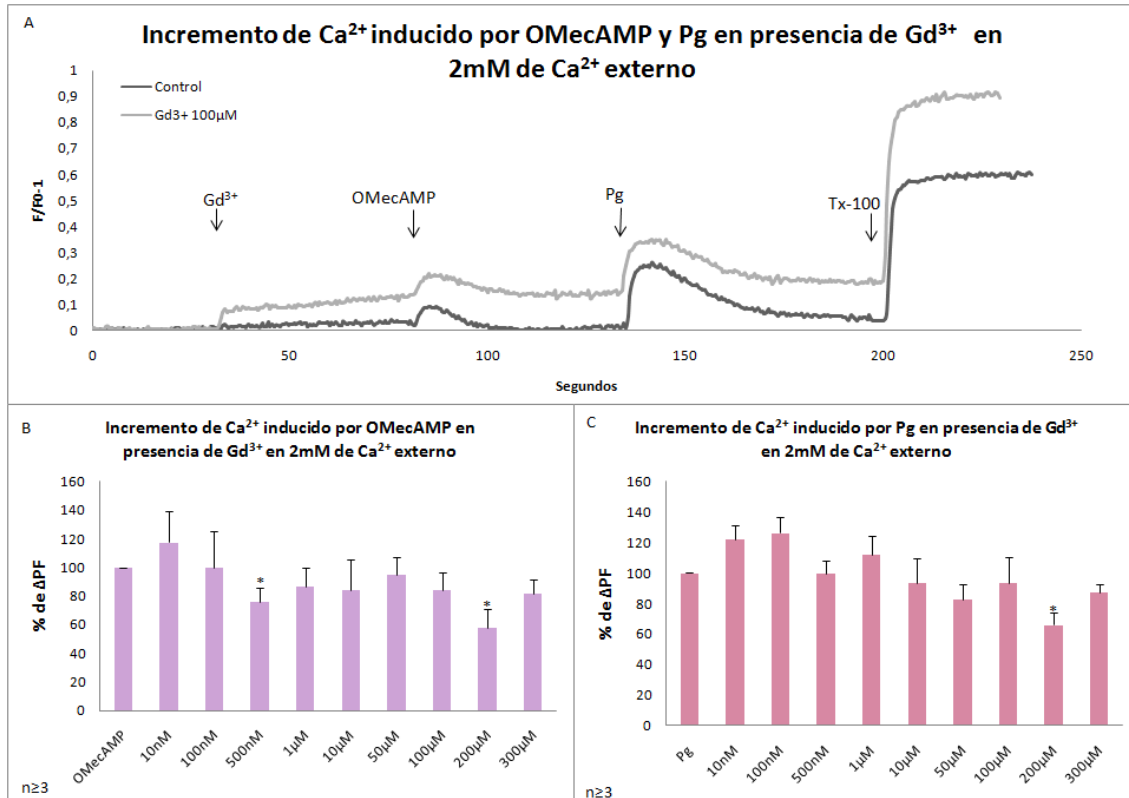 A
Incremento de Ca²⁺ inducido por OMecAMP y Pg en presencia de Gd³⁺ en
2mM de Ca²⁺ externo
1
0,9
0,8
0,7
0,6
0,5
0,4
0,3
0,2
0,1
0
F/F0-1
Control
Gd3+ 100µM
Gd³⁺
OMecAMP
Pg
Tx-100
0 50 100 150 200 250
Segundos
B
Incremento de Ca²⁺ inducido por OMecAMP en
presencia de Gd³⁺ en 2mM de Ca²⁺ externo
160
140
120
100
80
60
40
20
0
% de ΔPF
*
*
OMecAMP 10nM 100nM 500nM 1µM 10µM 50µM 100µM 200µM 300µM
n≥3
C
Incremento de Ca²⁺ inducido por Pg en presencia de Gd³⁺
en 2mM de Ca²⁺ externo
160
140
120
100
80
60
40
20
0
% de ΔPF
*
Pg 10nM 100nM 500nM 1µM 10µM 50µM 100µM 200µM 300µM
n≥3